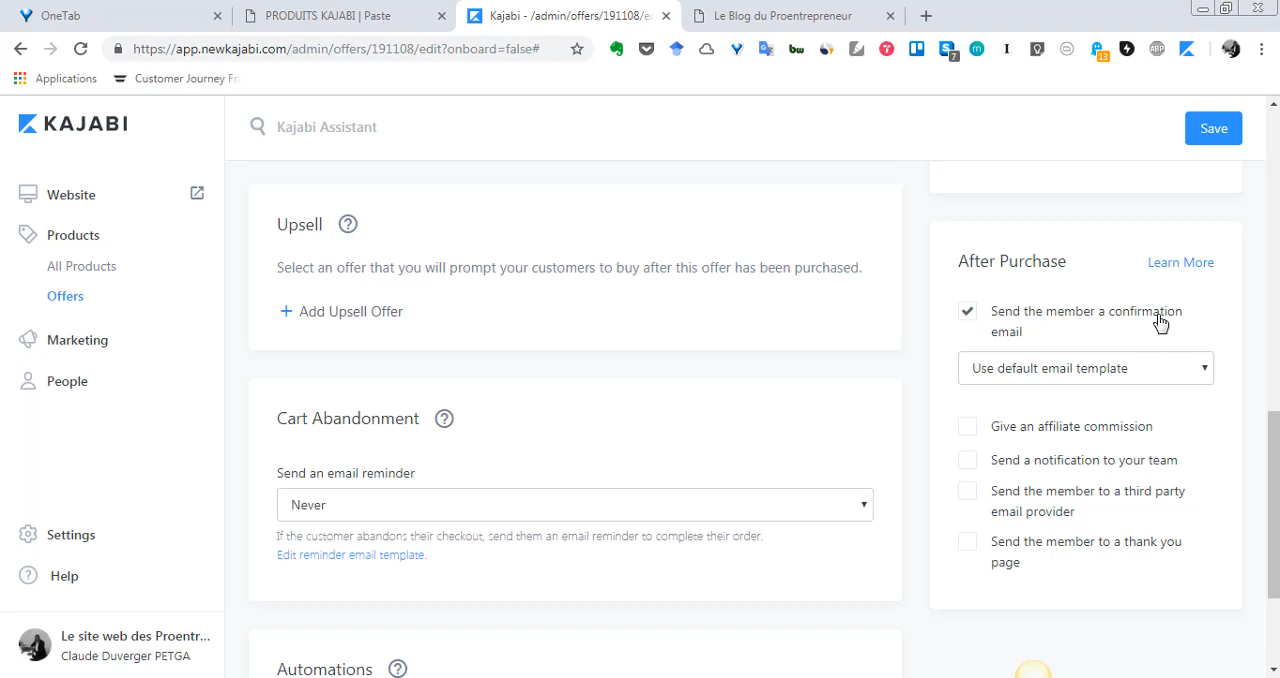 OneTab
PRODUITS KAJABI | Paste
Kajabi - /admin/offers/191108/e
Le Blog du Proentrepreneur
https://app.newkajabi.com/admin/offers/191108/edit?onboard=false#
bw
7
m
I
13
ABP
Applications
Customer Journey Fr
KAJABI
Kajabi Assistant
Save
Website
Products
All Products
Offers
Marketing
People
Settings
Help
Le site web des Proentr...
Claude Duverger PETGA
Upsell ?
Select an offer that you will prompt your customers to buy after this offer has been purchased.
+ Add Upsell Offer
Cart Abandonment ?
Send an email reminder
Never
If the customer abandons their checkout, send them an email reminder to complete their order.
Edit reminder email template.
Automations ?
After Purchase
Learn More
Send the member a confirmation
email
Use default email template
Give an affiliate commission
Send a notification to your team
Send the member to a third party
email provider
Send the member to a thank you
page